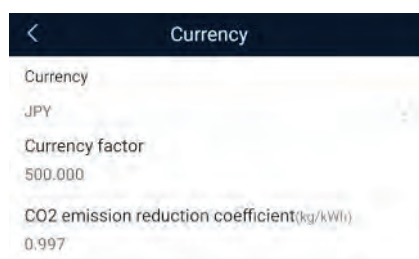 Currency
Currency
JPY
Currency factor
500.000
CO2 emission reduction coefficient(kg/kWh)
0.997